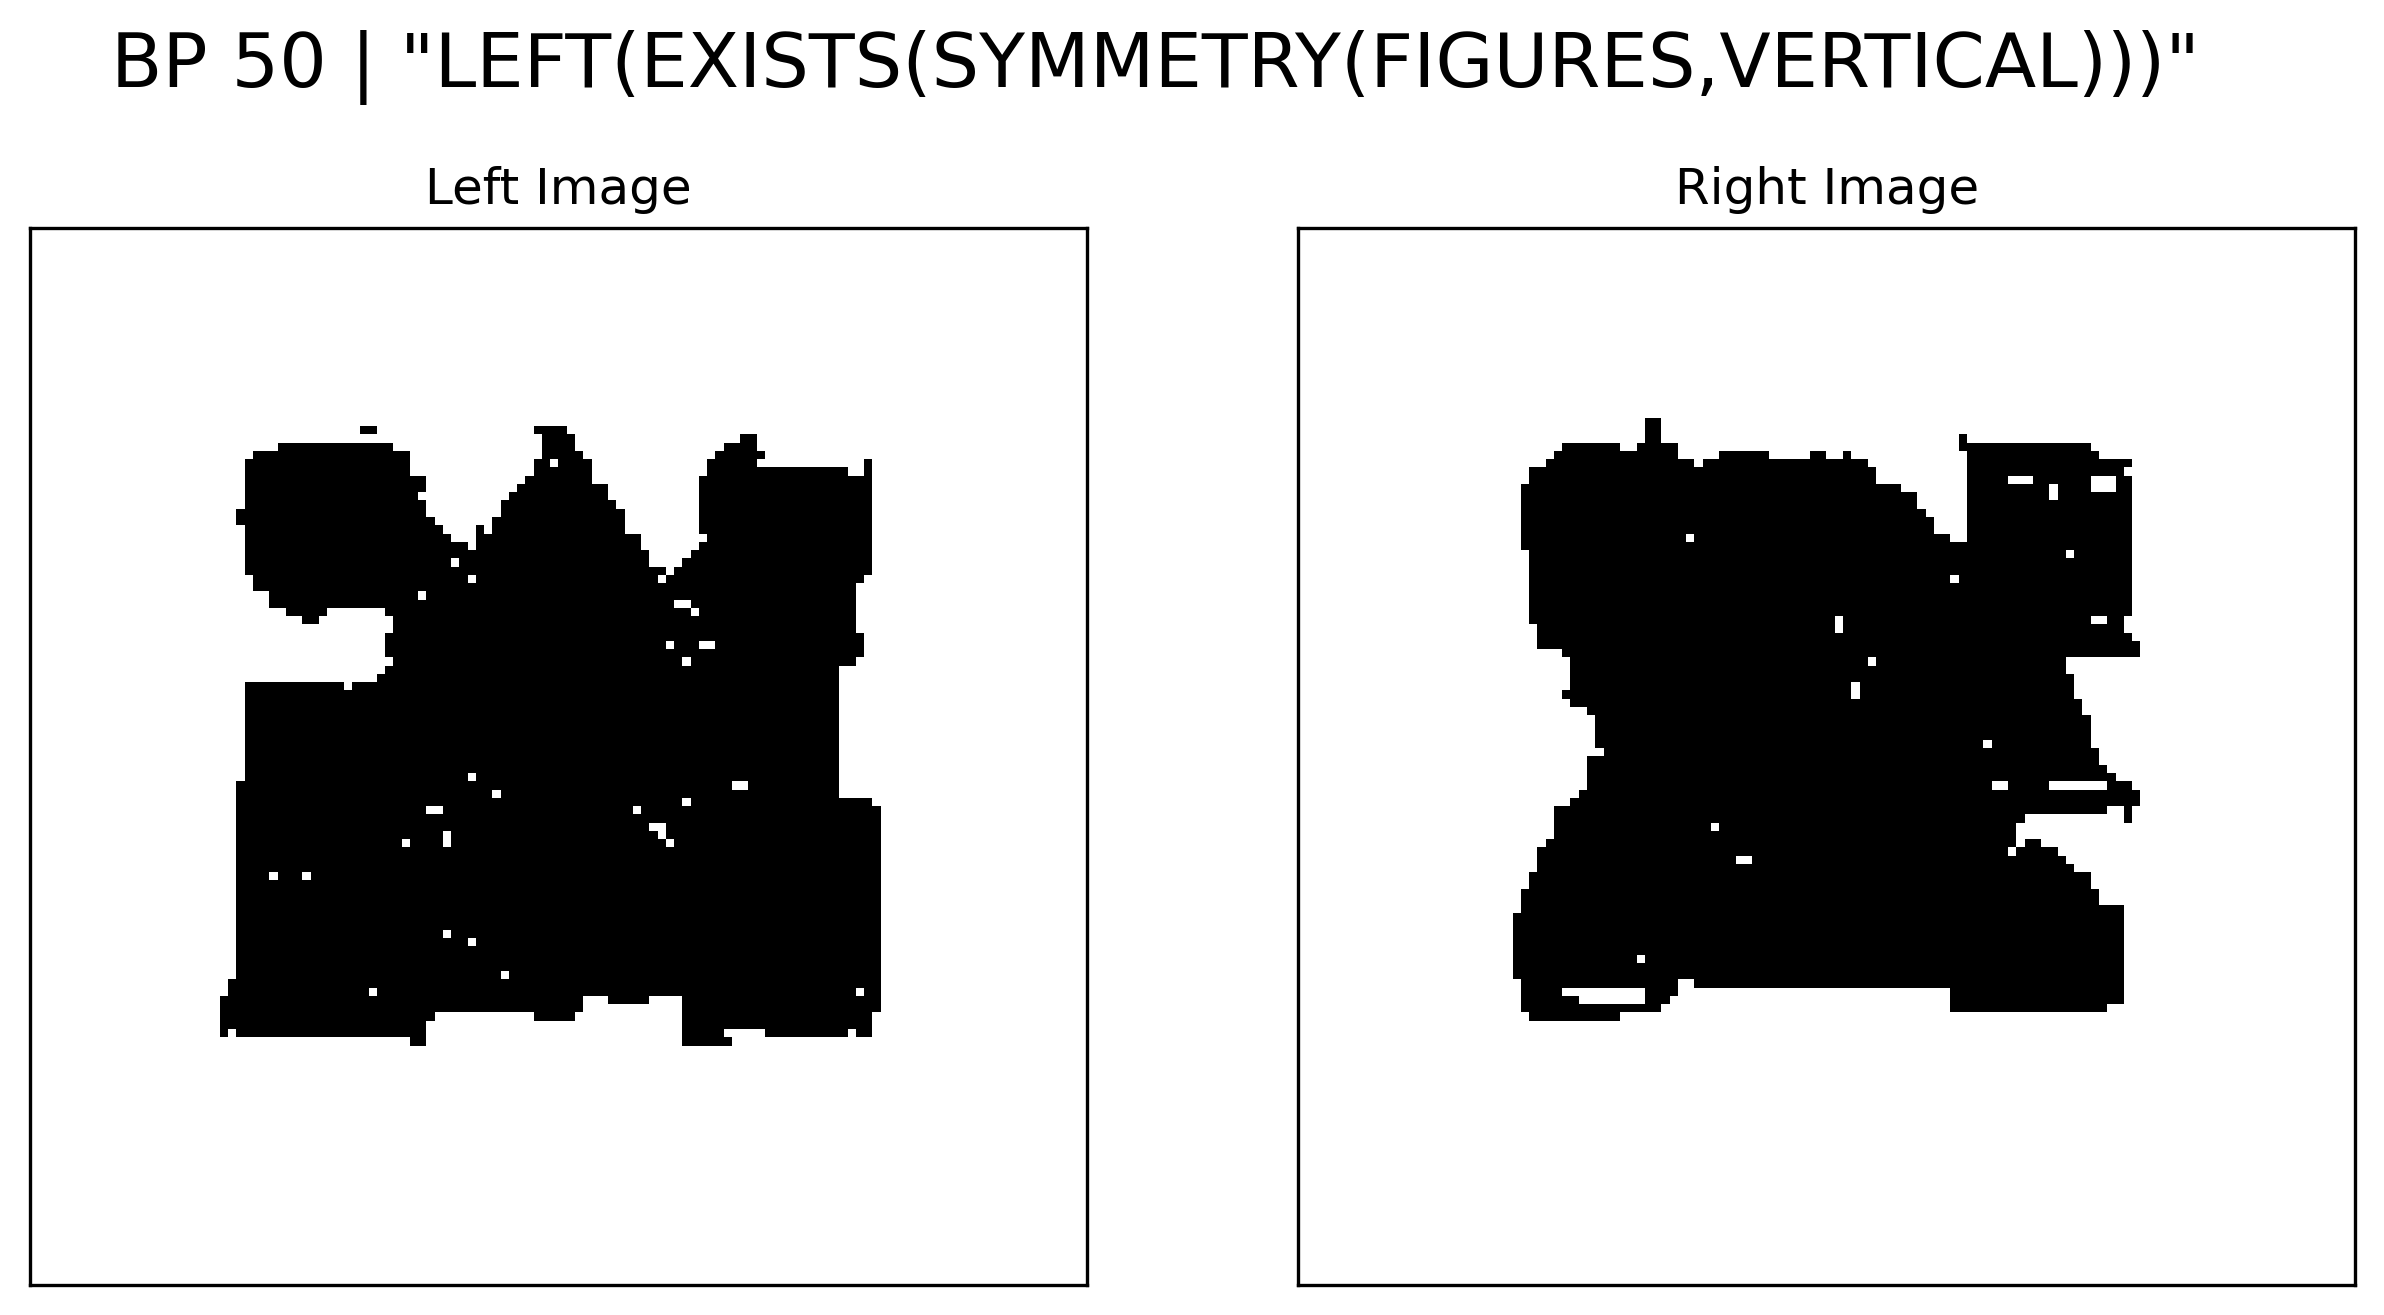 BP 50 | "LEFT(EXISTS(SYMMETRY(FIGURES,VERTICAL)))"
Left Image
Right Image